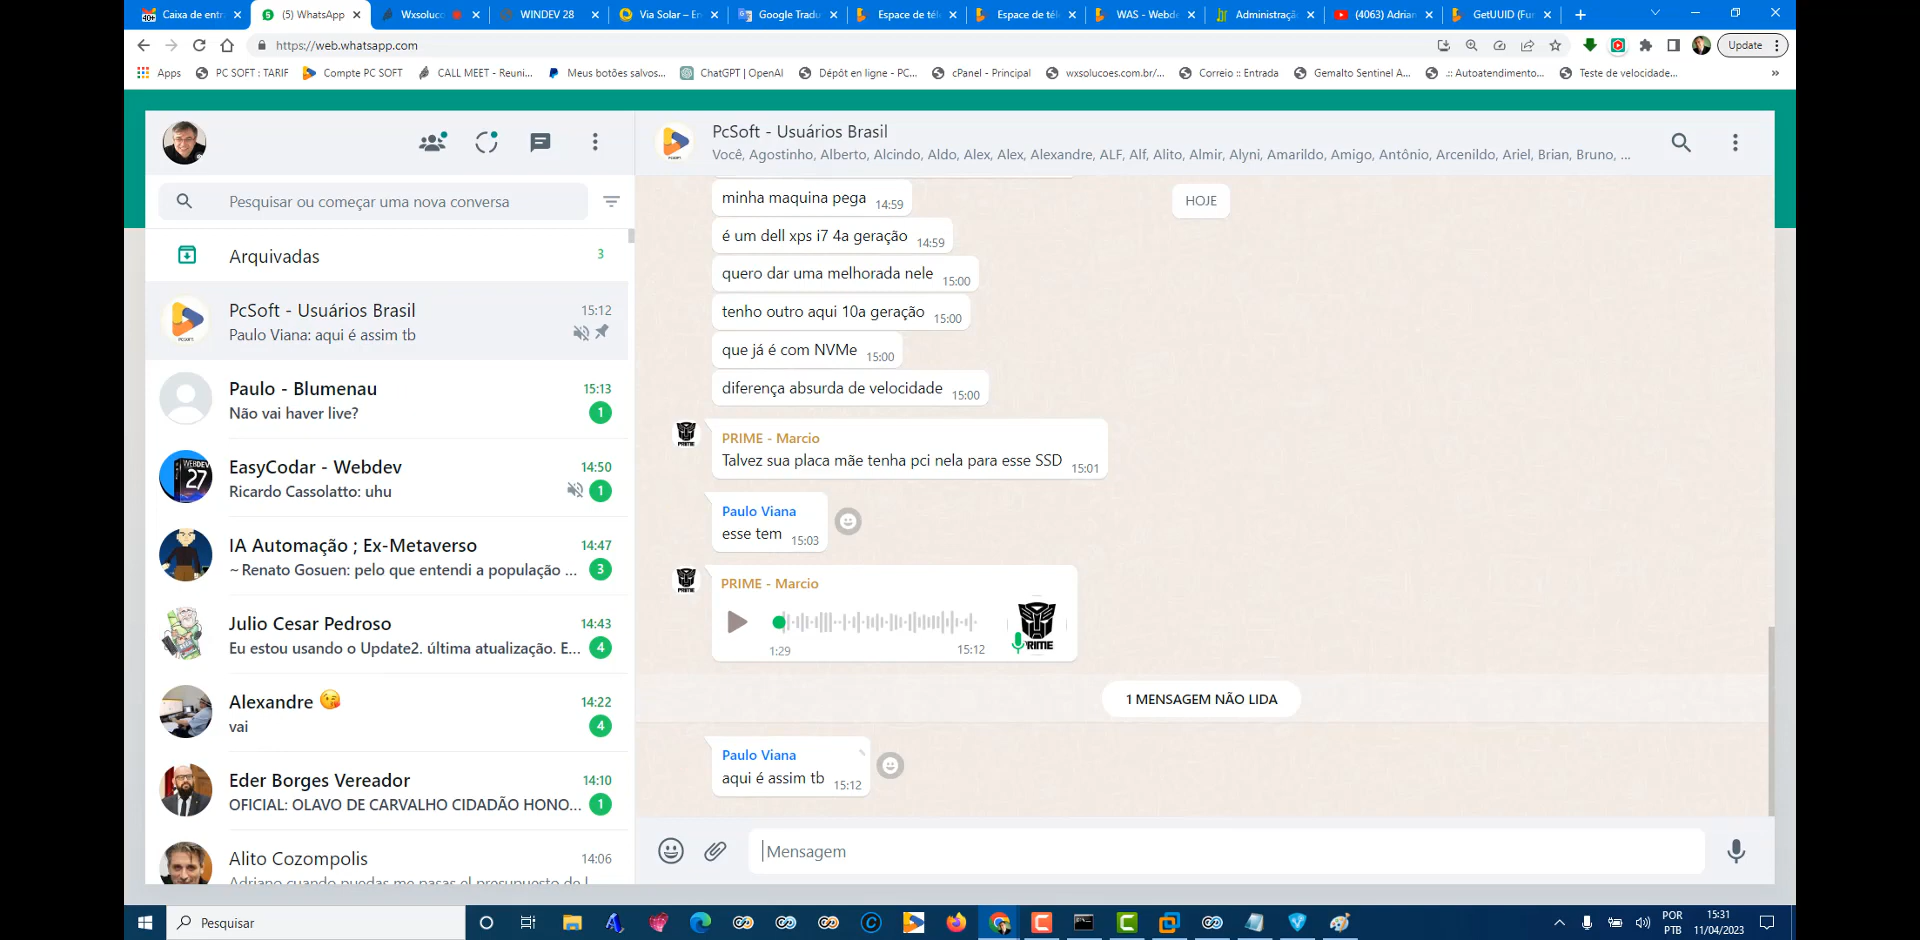 Caixa de entr
(5) WhatsApp
Wxsoluco
WINDEV 28
Via Solar – En
Google Tradu
Espace de tél
Espace de tél
WAS - Webde
Administraçã
(4063) Adrian
GetUUID (Fun
https://web.whatsapp.com
Update
Apps
PC SOFT : TARIF
Compte PC SOFT
CALL MEET - Reuni...
Meus botões salvos...
ChatGPT | OpenAI
Dépôt en ligne - PC...
cPanel - Principal
wxsolucoes.com.br/...
Correio :: Entrada
Gemalto Sentinel A...
.:: Autoatendimento...
Teste de velocidade...
»
Pesquisar ou começar uma nova conversa
Arquivadas
3
PcSoft - Usuários Brasil
15:12
Paulo Viana: aqui é assim tb
Paulo - Blumenau
15:13
Não vai haver live?
1
EasyCodar - Webdev
14:50
Ricardo Cassolatto: uhu
1
IA Automação ; Ex-Metaverso
14:47
~ Renato Gosuen: pelo que entendi a população ...
3
Julio Cesar Pedroso
14:43
Eu estou usando o Update2. última atualização. E...
4
Alexandre 😘
14:22
vai
4
Eder Borges Vereador
14:10
OFICIAL: OLAVO DE CARVALHO CIDADÃO HONO...
1
Alito Cozompolis
14:06
Adriano cuando puedas me pasas el presupuesto de l
PcSoft - Usuários Brasil
Você, Agostinho, Alberto, Alcindo, Aldo, Alex, Alex, Alexandre, ALF, Alf, Alito, Almir, Alyni, Amarildo, Amigo, Antônio, Arcenildo, Ariel, Brian, Bruno, ...
HOJE
minha maquina pega 14:59
é um dell xps i7 4a geração 14:59
quero dar uma melhorada nele 15:00
tenho outro aqui 10a geração 15:00
que já é com NVMe 15:00
diferença absurda de velocidade 15:00
PRIME - Marcio
Talvez sua placa mãe tenha pci nela para esse SSD 15:01
Paulo Viana
esse tem 15:03
PRIME - Marcio
1:29
15:12
PRIME
1 MENSAGEM NÃO LIDA
Paulo Viana
aqui é assim tb 15:12
Mensagem
Pesquisar
POR
PTB
15:31
11/04/2023